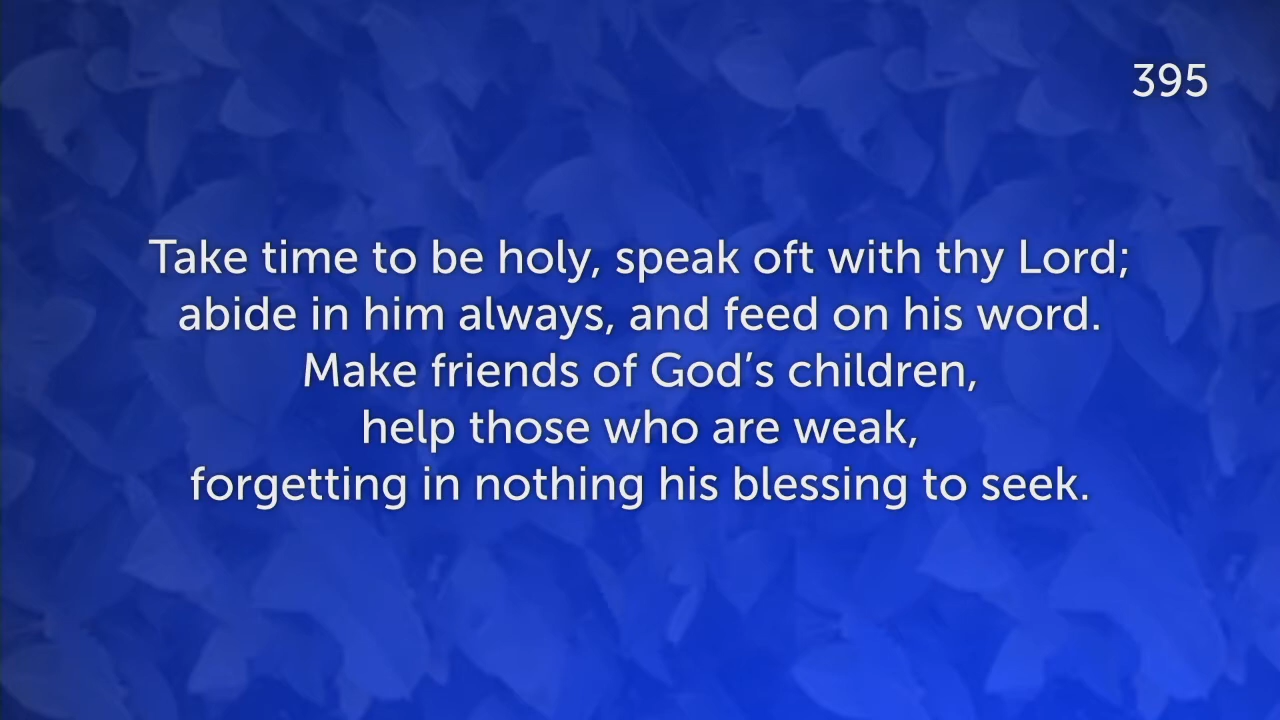 395
Take time to be holy, speak oft with thy Lord;
abide in him always, and feed on his word.
Make friends of God’s children,
help those who are weak,
forgetting in nothing his blessing to seek.